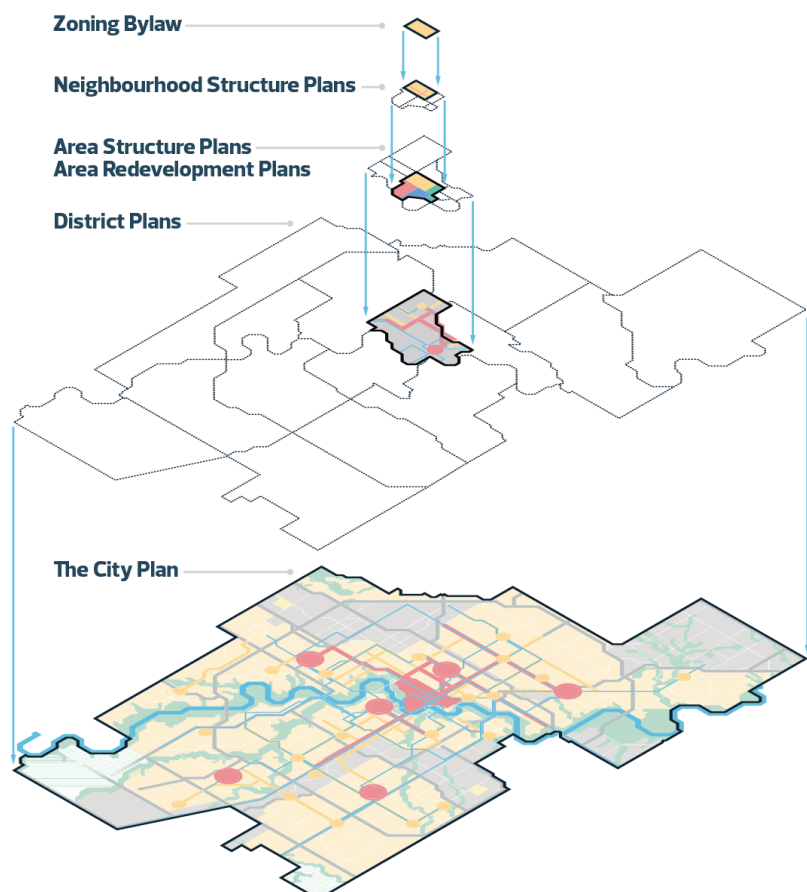 Zoning Bylaw
Neighbourhood Structure Plans
Area Structure Plans
Area Redevelopment Plans
District Plans
The City Plan